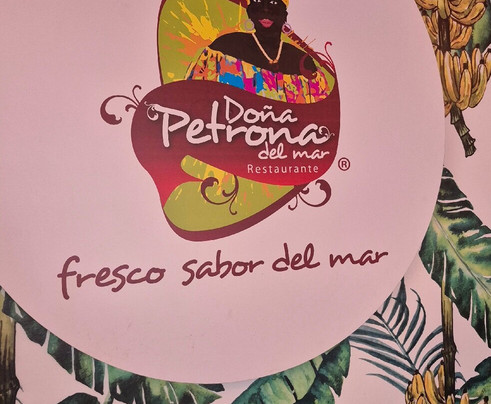 Doña
Petrona
del mar
Restaurante ®
fresco sabor del mar